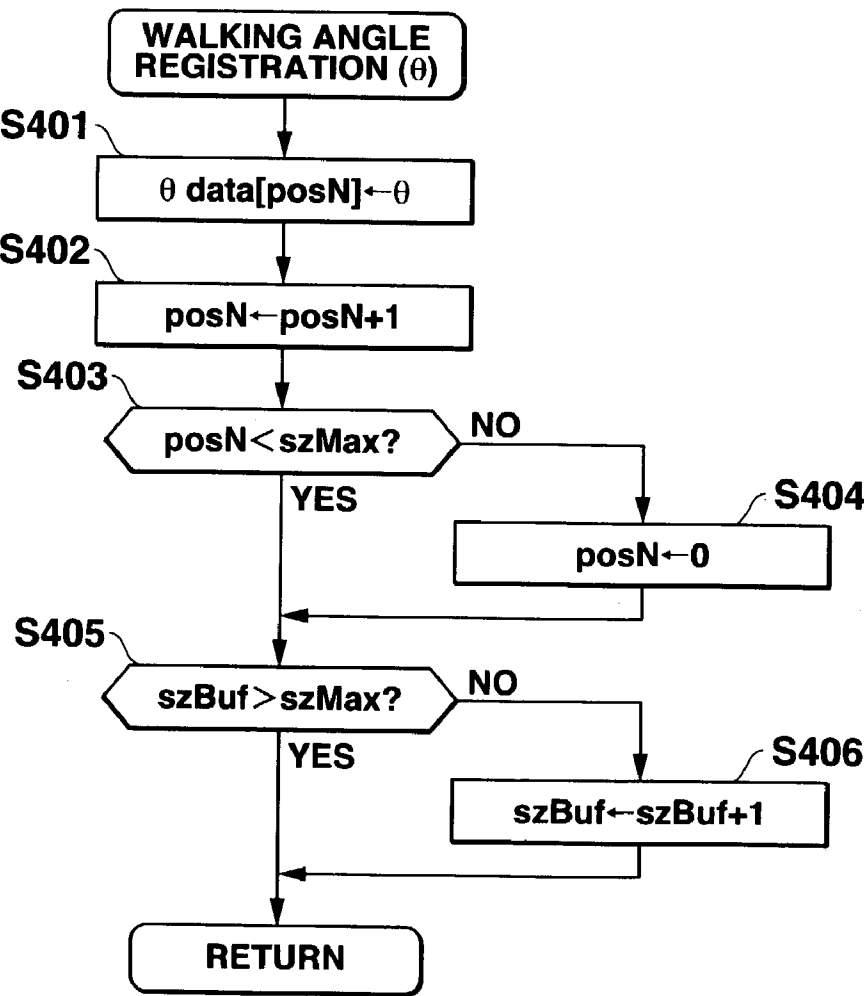 WALKING ANGLE
REGISTRATION (θ)
S401
θ data[posN]←θ
S402
posN←posN+1
S403
posN<szMax?
NO
YES
S404
posN←0
S405
szBuf>szMax?
NO
YES
S406
szBuf←szBuf+1
RETURN